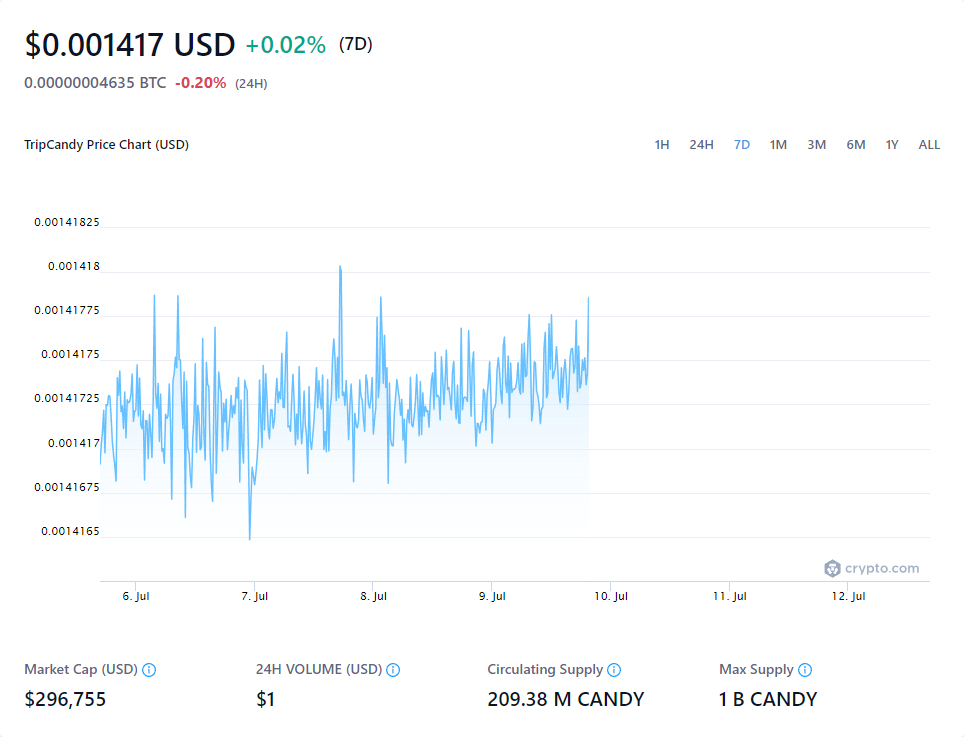 $0.001417 USD +0.02% (7D)
0.00000004635 BTC -0.20% (24H)
TripCandy Price Chart (USD) 1H 24H 7D 1M 3M 6M 1Y ALL
0.00141825
0.001418
0.00141775
0.0014175
0.00141725
0.001417
0.00141675
0.0014165
crypto.com
6. Jul 7. Jul 8. Jul 9. Jul 10. Jul 11. Jul 12. Jul
Market Cap (USD) 24H VOLUME (USD) Circulating Supply Max Supply
$296,755 $1 209.38 M CANDY 1 B CANDY